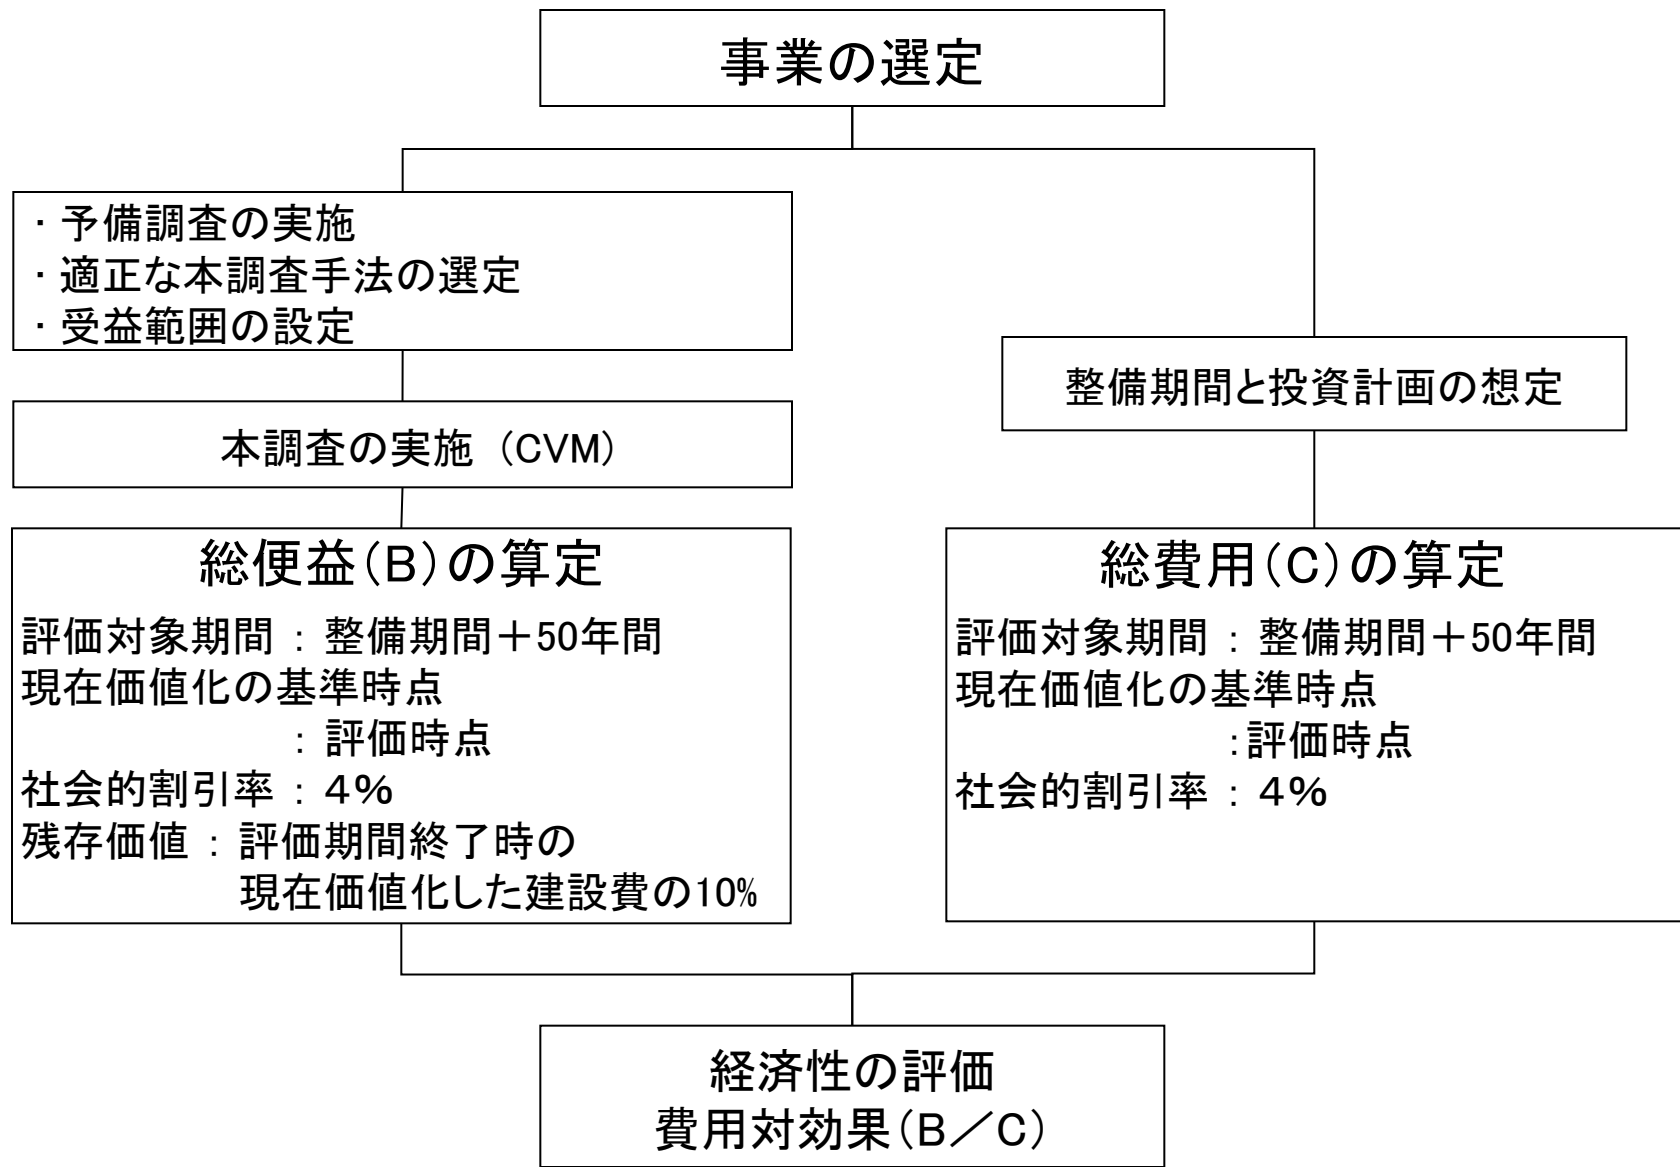 事業の選定
・予備調査の実施
・適正な本調査手法の選定
・受益範囲の設定
整備期間と投資計画の想定
本調査の実施（CVM）
総便益（B）の算定
評価対象期間：整備期間＋50年間
現在価値化の基準時点
：評価時点
社会的割引率：4％
残存価値：評価期間終了時の
現在価値化した建設費の10%
総費用（C）の算定
評価対象期間：整備期間＋50年間
現在価値化の基準時点
：評価時点
社会的割引率：4％
経済性の評価
費用対効果（B／C）